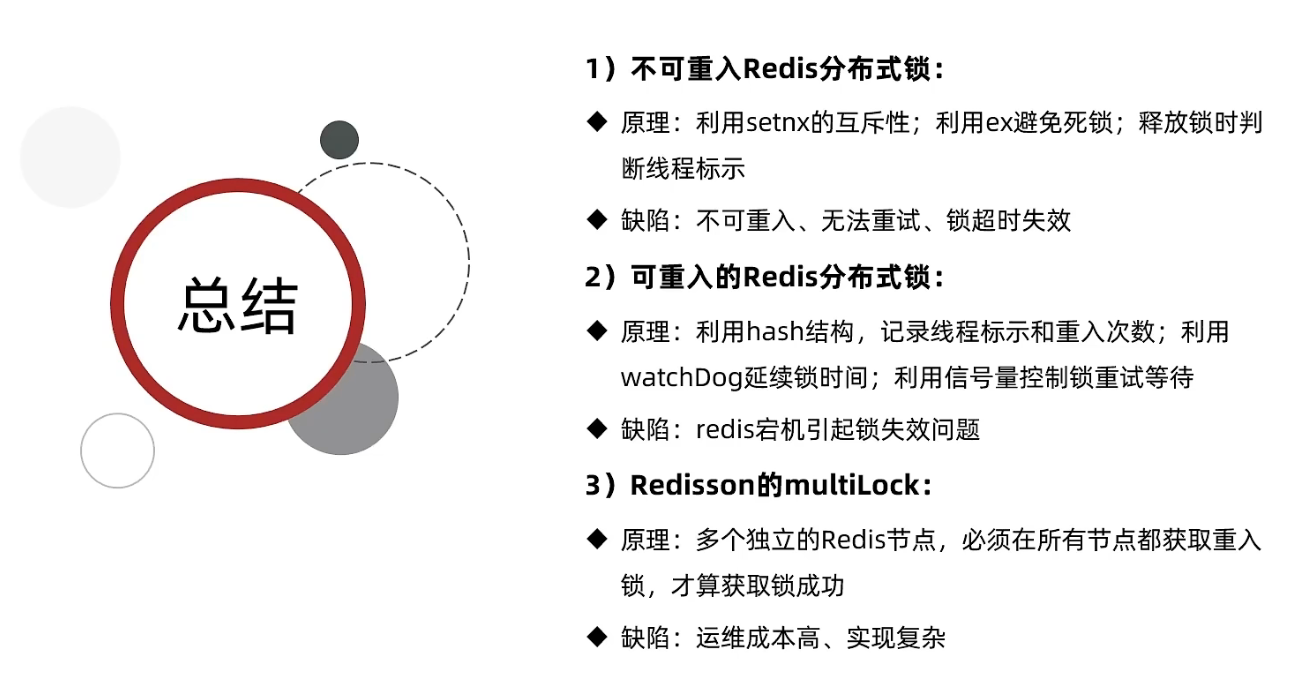 总结
1）不可重入Redis分布式锁：
◆ 原理：利用setnx的互斥性；利用ex避免死锁；释放锁时判
断线程标示
◆ 缺陷：不可重入、无法重试、锁超时失效
2）可重入的Redis分布式锁：
◆ 原理：利用hash结构，记录线程标示和重入次数；利用
watchDog延续锁时间；利用信号量控制锁重试等待
◆ 缺陷：redis宕机引起锁失效问题
3）Redisson的multiLock：
◆ 原理：多个独立的Redis节点，必须在所有节点都获取重入
锁，才算获取锁成功
◆ 缺陷：运维成本高、实现复杂